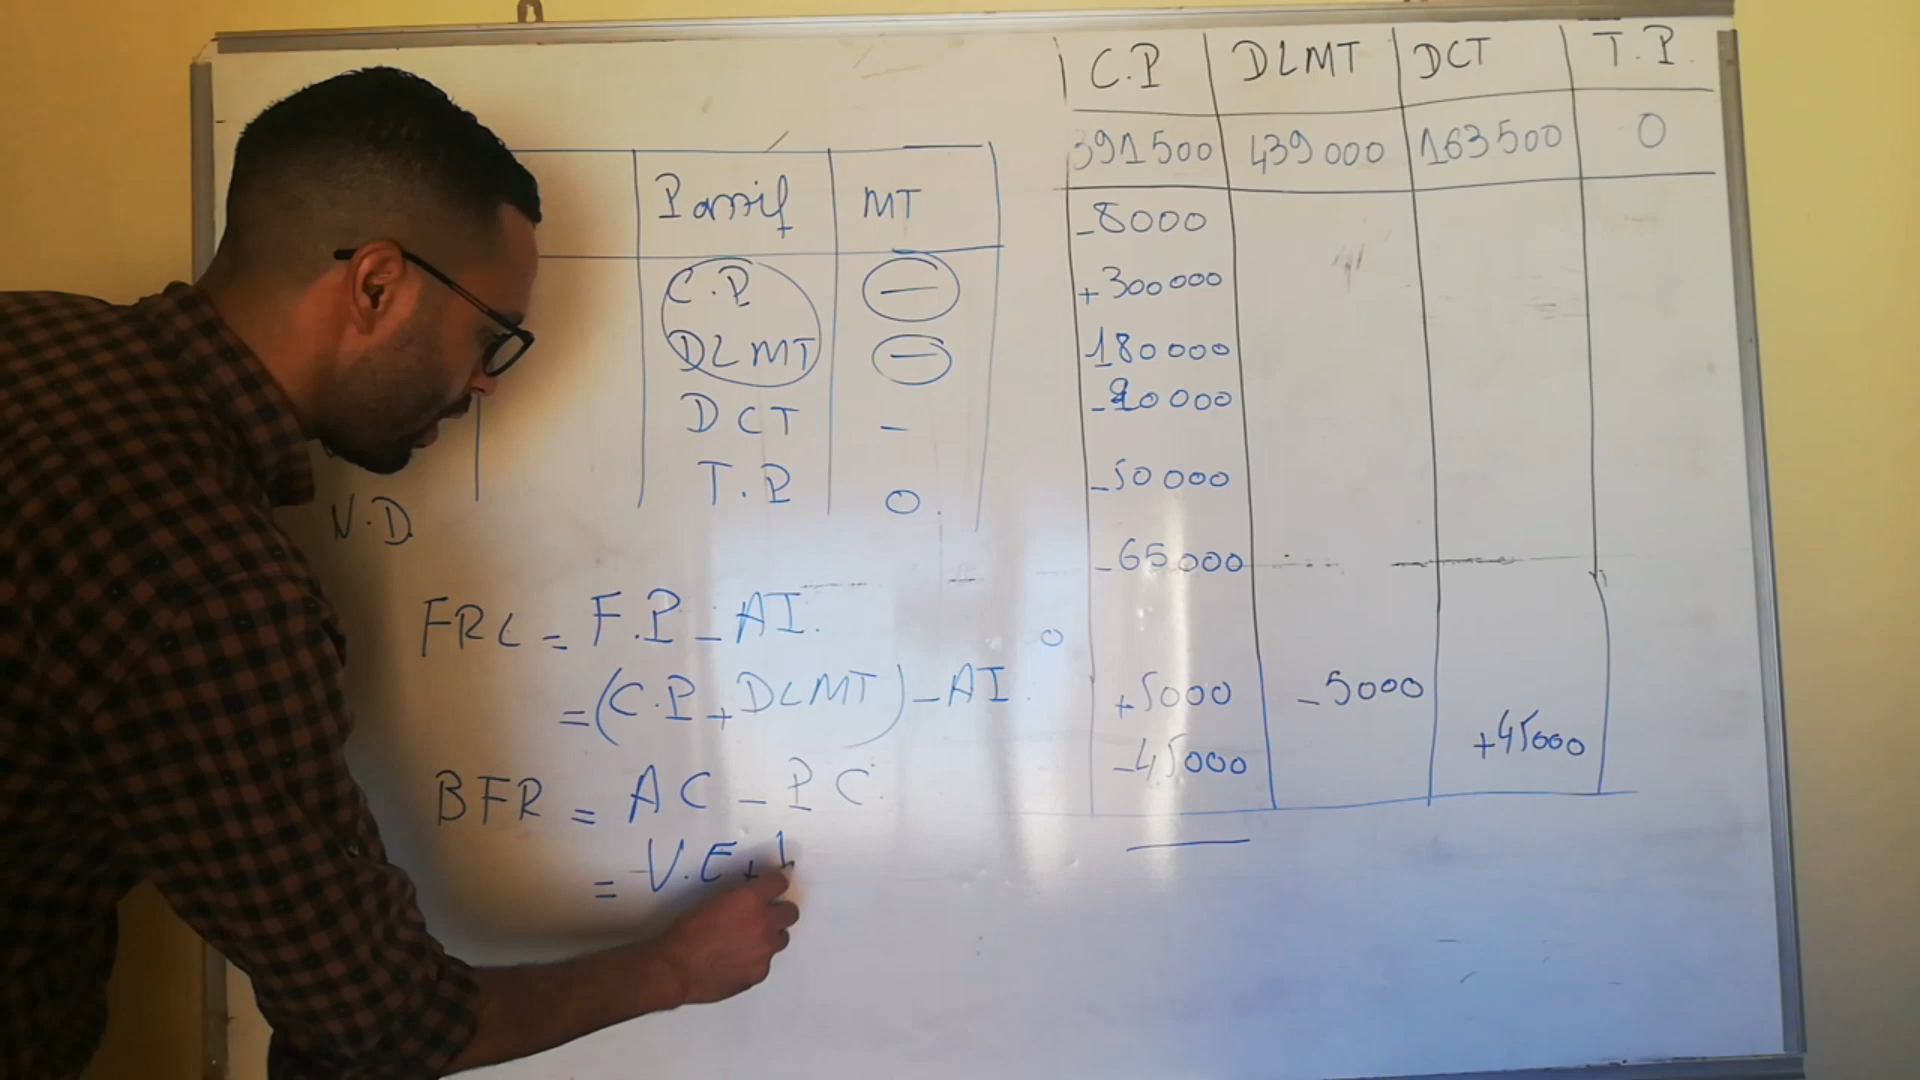 Passif MT
C.P —
DLMT —
DCT -
T.P 0
N.D.
FRL = F.P - AI.
= (C.P + DLMT) - AI.
BFR = AC - PC.
= V.E +
C.P DLMT DCT T.P.
391500 439000 163500 0
-8000
+300000
180000
-50000
-65000
0
+5000 -5000
-45000 +45000